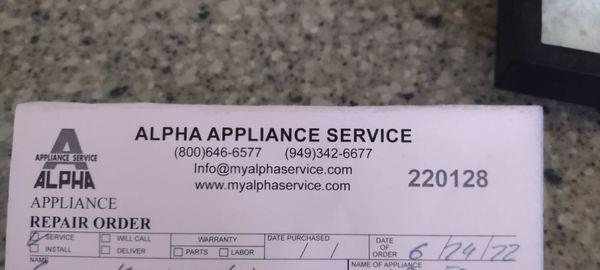 ALPHA APPLIANCE SERVICE
(800)646-6577 (949)342-6677
Info@myalphaservice.com
www.myalphaservice.com
220128
A
APPLIANCE SERVICE
ALPHA
APPLIANCE
REPAIR ORDER
SERVICE WILL CALL WARRANTY DATE PURCHASED DATE OF ORDER 6/24/22
INSTALL DELIVER PARTS LABOR / /
NAME NAME OF APPLIANCE